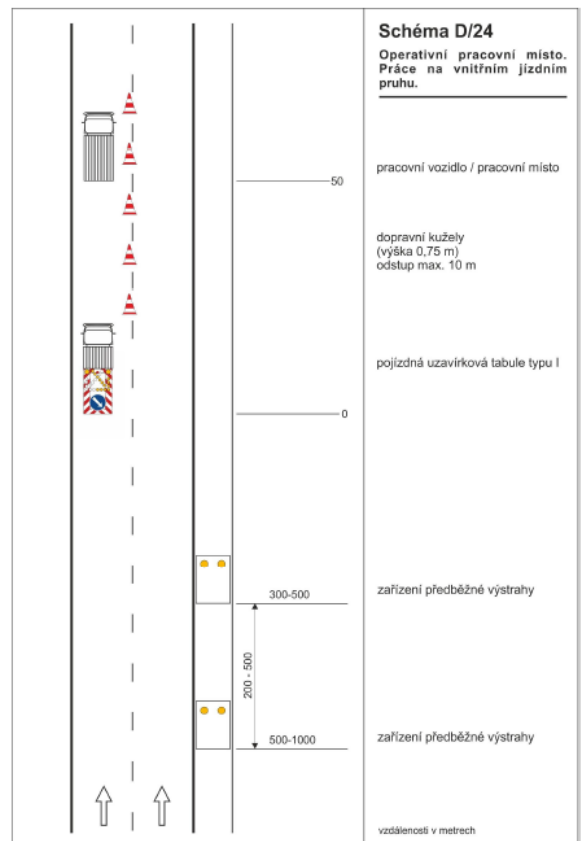 Schéma D/24
Operativní pracovní místo.
Práce na vnitřním jízdním
pruhu.
pracovní vozidlo / pracovní místo
50
dopravní kužely
(výška 0,75 m)
odstup max. 10 m
pojízdná uzavírková tabule typu I
0
300-500
zařízení předběžné výstrahy
200 - 500
500-1000
zařízení předběžné výstrahy
vzdálenosti v metrech